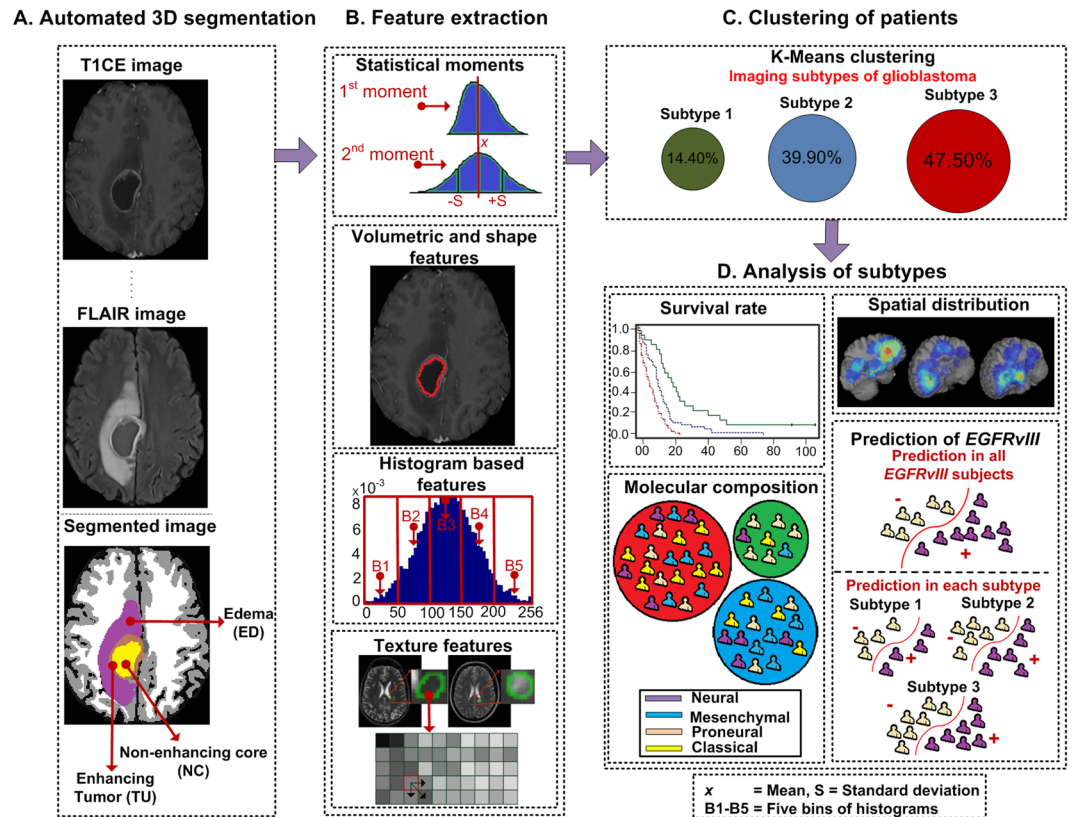 A. Automated 3D segmentation
T1CE image
FLAIR image
Segmented image
Edema
(ED)
Non-enhancing core
(NC)
Enhancing
Tumor (TU)
B. Feature extraction
Statistical moments
1st moment
x
2nd moment
-S +S
Volumetric and shape
features
Histogram based
features
×10-3
8
6
4
2
0
B1 B2 B3 B4 B5
0 50 100 150 200 256
Texture features
C. Clustering of patients
K-Means clustering
Imaging subtypes of glioblastoma
Subtype 1 Subtype 2 Subtype 3
14.40% 39.90% 47.50%
D. Analysis of subtypes
Survival rate
1.0
0.8
0.6
0.4
0.2
0.0
00 20 40 60 80 100
Spatial distribution
Molecular composition
Neural
Mesenchymal
Proneural
Classical
Prediction of EGFRvIII
Prediction in all
EGFRvIII subjects
-
+
Prediction in each subtype
Subtype 1 Subtype 2
- + - +
Subtype 3
- +
x = Mean, S = Standard deviation
B1-B5 = Five bins of histograms